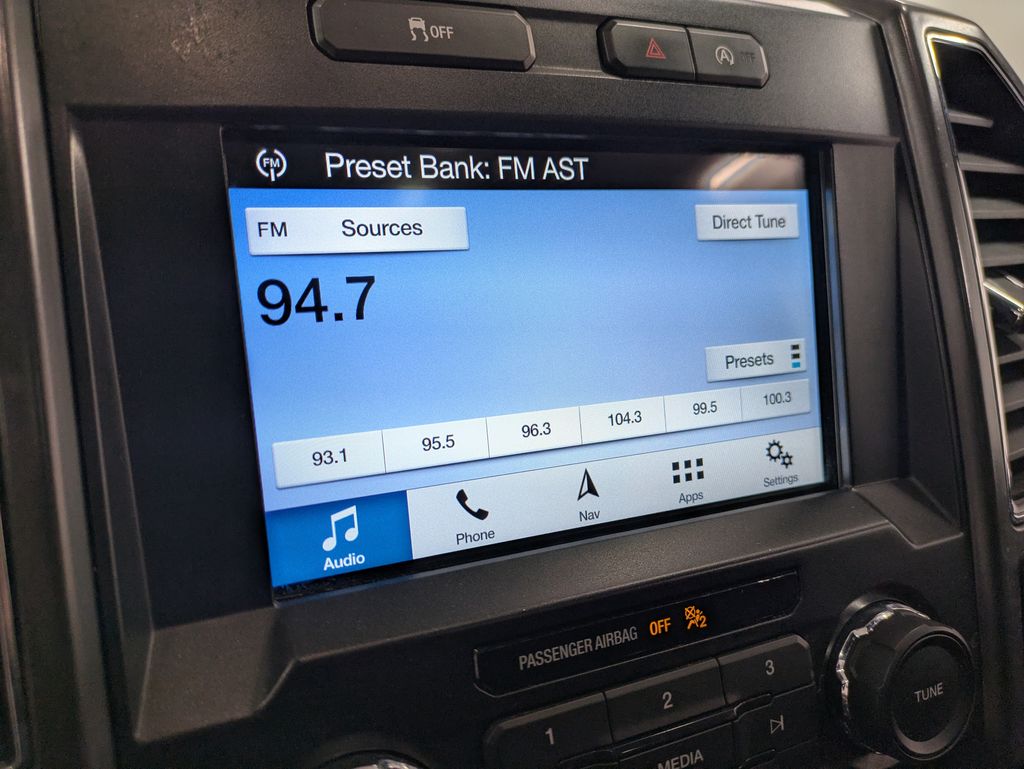 OFF
A OFF
FM Preset Bank: FM AST
FM Sources
Direct Tune
94.7
Presets
93.1 95.5 96.3 104.3 99.5 100.3
Audio Phone Nav Apps Settings
PASSENGER AIRBAG OFF 2
1 2 3
MEDIA
TUNE